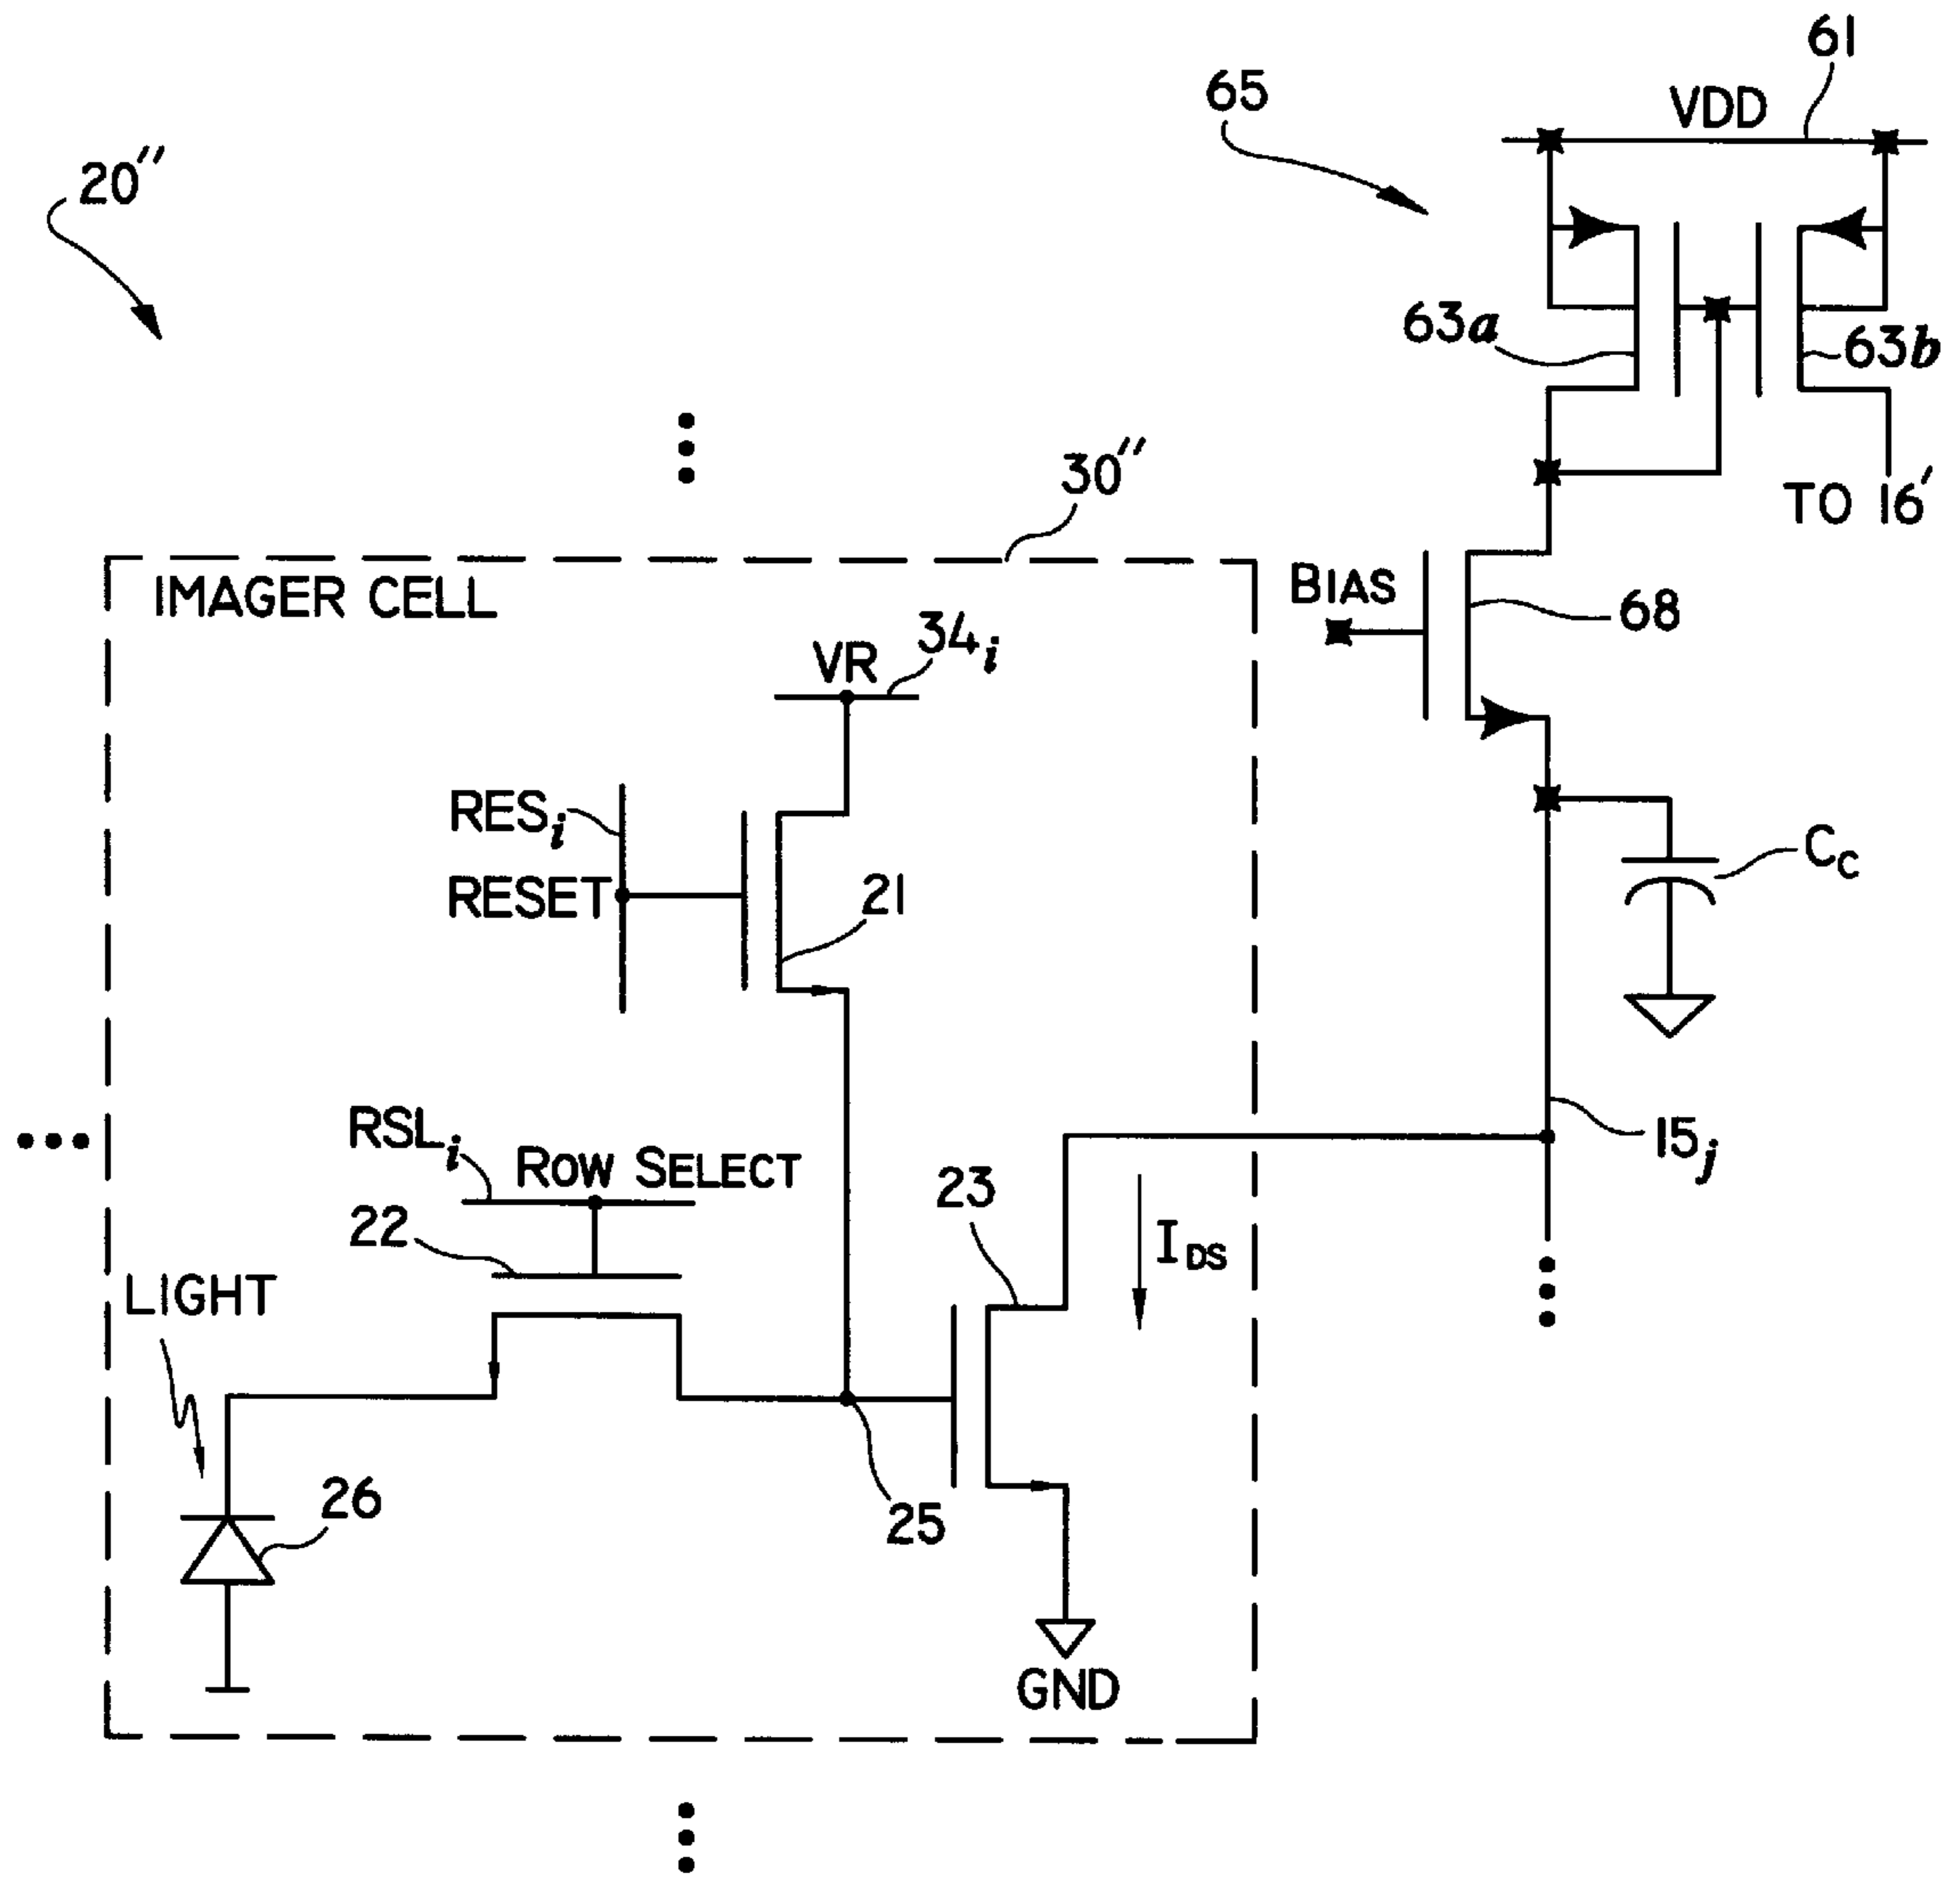 61
65
VDD
20″
63a
63b
30″
TO 16′
IMAGER CELL
BIAS
68
34i
VR
RESi
Cc
RESET
21
RSLi
ROW SELECT
15j
23
22
IDS
LIGHT
26
25
GND